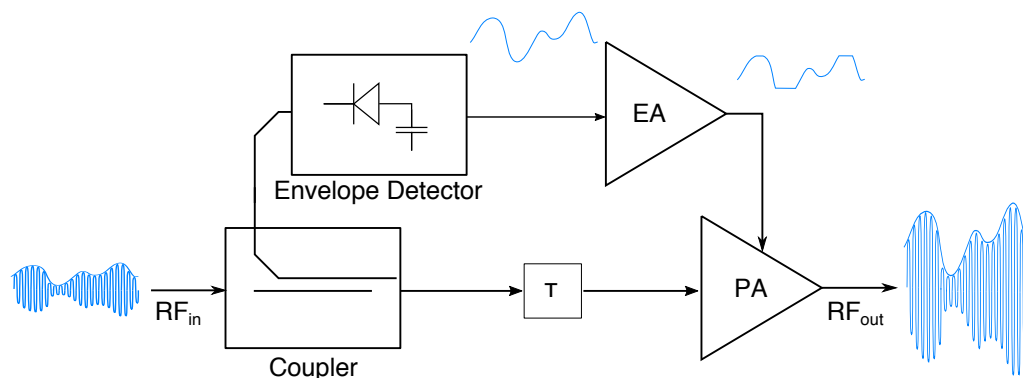 EA
Envelope Detector
RFin
Coupler
τ
PA
RFout